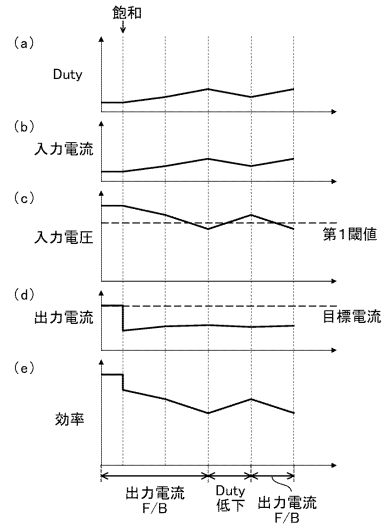 飽和
(a)
Duty
(b)
入力電流
(c)
入力電圧
第1閾値
(d)
出力電流
目標電流
(e)
効率
出力電流
F/B
Duty
低下
出力電流
F/B